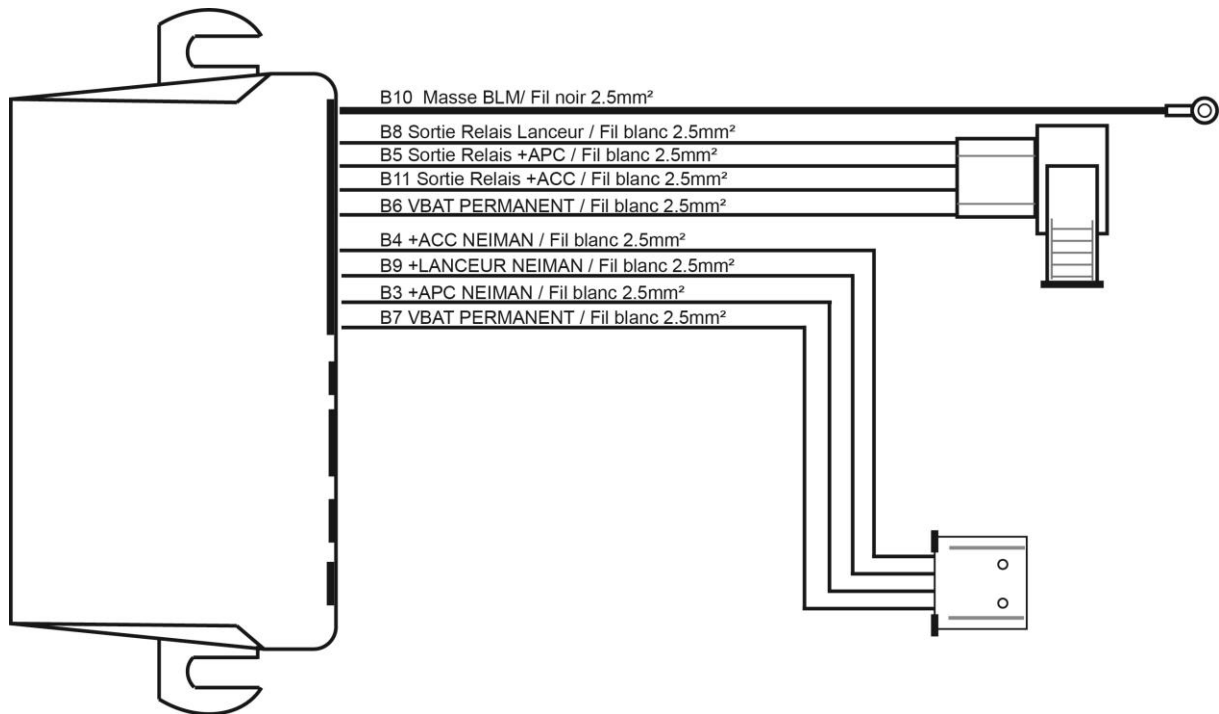 B10 Masse BLM/ Fil noir 2.5mm²
B8 Sortie Relais Lanceur / Fil blanc 2.5mm²
B5 Sortie Relais +APC / Fil blanc 2.5mm²
B11 Sortie Relais +ACC / Fil blanc 2.5mm²
B6 VBAT PERMANENT / Fil blanc 2.5mm²
B4 +ACC NEIMAN / Fil blanc 2.5mm²
B9 +LANCEUR NEIMAN / Fil blanc 2.5mm²
B3 +APC NEIMAN / Fil blanc 2.5mm²
B7 VBAT PERMANENT / Fil blanc 2.5mm²